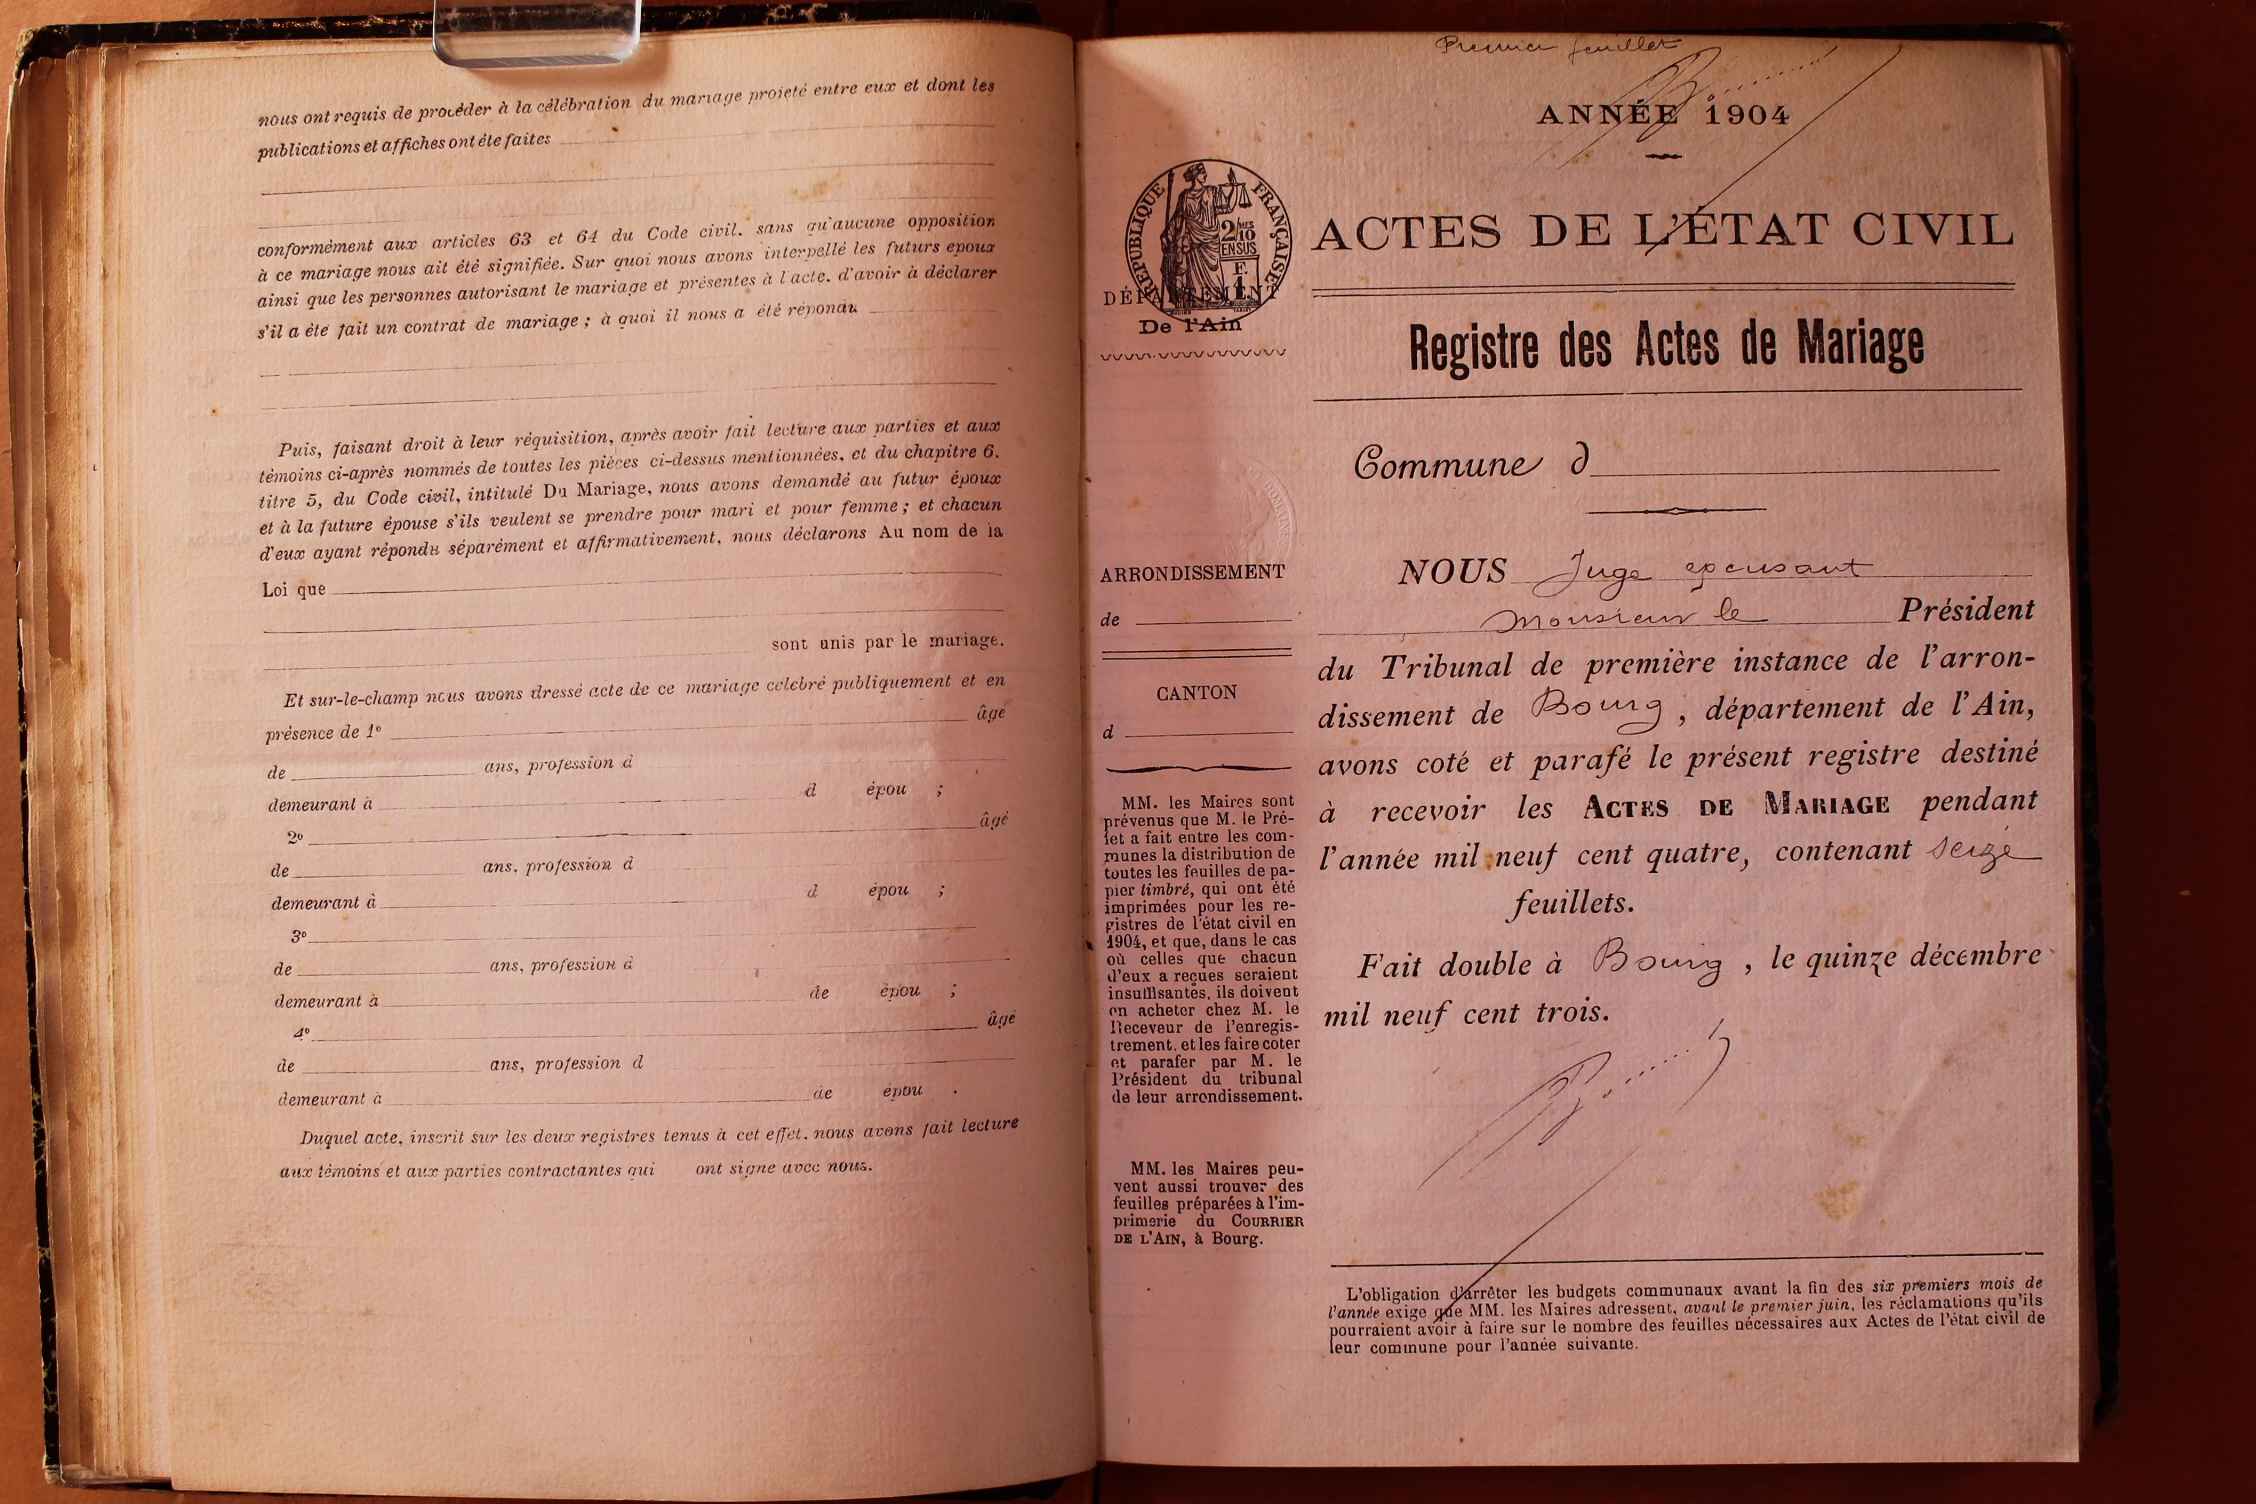 nous ont requis de procéder à la célébration du mariage projeté entre eux et dont les
publications et affiches ont été faites
conformément aux articles 63 et 64 du Code civil, sans qu'aucune opposition
à ce mariage nous ait été signifiée. Sur quoi nous avons interpellé les futurs époux
ainsi que les personnes autorisant le mariage et présentes à l'acte, d'avoir à déclarer
s'il a été fait un contrat de mariage ; à quoi il nous a été répondu
Puis, faisant droit à leur réquisition, après avoir fait lecture aux parties et aux
témoins ci-après nommés de toutes les pièces ci-dessus mentionnées, et du chapitre 6,
titre 5, du Code civil, intitulé Du Mariage, nous avons demandé au futur époux
et à la future épouse s'ils veulent se prendre pour mari et pour femme ; et chacun
d'eux ayant répondu séparément et affirmativement, nous déclarons Au nom de la
Loi que
sont unis par le mariage.
Et sur-le-champ nous avons dressé acte de ce mariage célébré publiquement et en
présence de 1º âgé
de ans, profession d
demeurant à d épou ;
2º âgé
de ans, profession d
demeurant à d épou ;
3º
de ans, profession d
demeurant à de épou ;
4º âgé
de ans, profession d
demeurant à de épou .
Duquel acte, inscrit sur les deux registres tenus à cet effet, nous avons fait lecture
aux témoins et aux parties contractantes qui ont signé avec nous.
Premier feuillet
ANNÉE 1904
RÉPUBLIQUE FRANÇAISE
2/10 EN SUS
F. 1
DÉPARTEMENT
De l'Ain
ACTES DE L'ÉTAT CIVIL
Registre des Actes de Mariage
Commune d
ARRONDISSEMENT
de
CANTON
d
MM. les Maires sont
prévenus que M. le Pré-
fet a fait entre les com-
munes la distribution de
toutes les feuilles de pa-
pier timbré, qui ont été
imprimées pour les re-
gistres de l'état civil en
1904, et que, dans le cas
où celles que chacun
d'eux a reçues seraient
insuffisantes, ils doivent
en acheter chez M. le
Receveur de l'enregis-
trement, et les faire coter
et parafer par M. le
Président du tribunal
de leur arrondissement.
MM. les Maires peu-
vent aussi trouver des
feuilles préparées à l'im-
primerie du COURRIER
DE L'AIN, à Bourg.
NOUS Juge excusant
Monsieur le Président
du Tribunal de première instance de l'arron-
dissement de Bourg, département de l'Ain,
avons coté et parafé le présent registre destiné
à recevoir les ACTES DE MARIAGE pendant
l'année mil neuf cent quatre, contenant seize
feuillets.
Fait double à Bourg, le quinze décembre
mil neuf cent trois.
L'obligation d'arrêter les budgets communaux avant la fin des six premiers mois de
l'année exige que MM. les Maires adressent, avant le premier juin, les réclamations qu'ils
pourraient avoir à faire sur le nombre des feuilles nécessaires aux Actes de l'état civil de
leur commune pour l'année suivante.